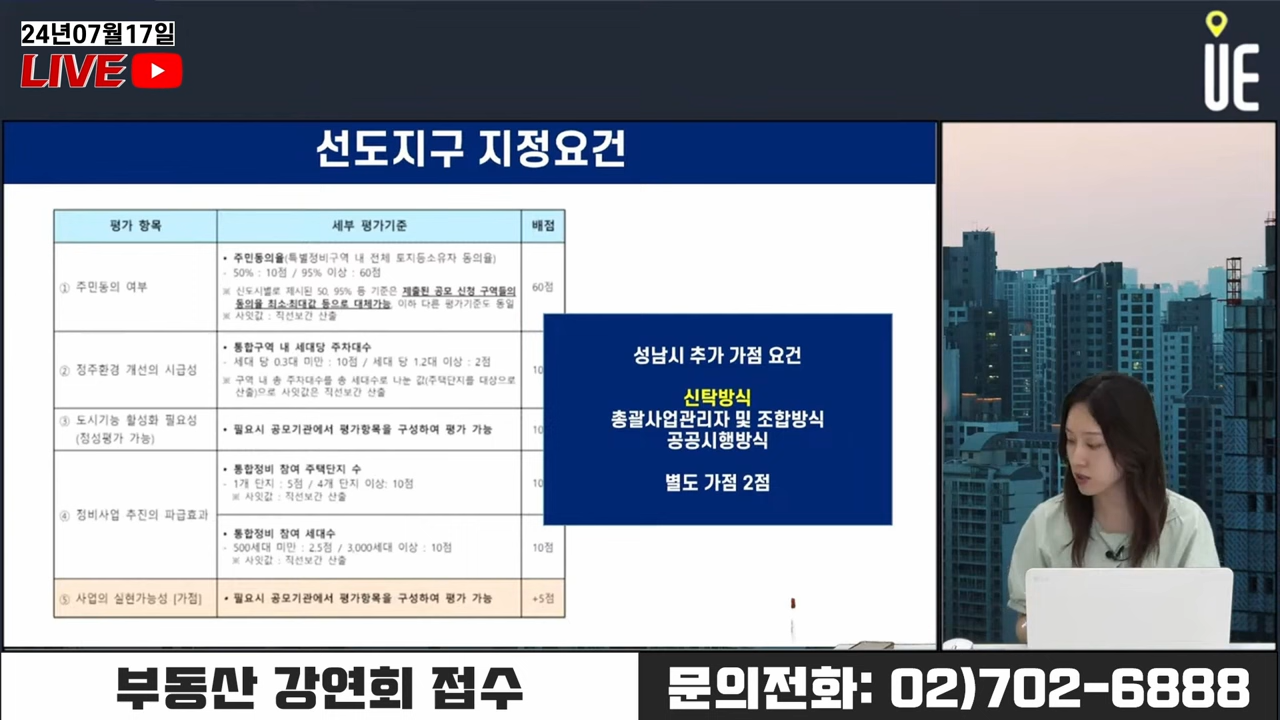 24년07월17일
LIVE
UE
선도지구 지정요건
평가 항목
세부 평가기준
배점
① 주민동의 여부
• 주민동의율(특별정비구역 내 전체 토지등소유자 동의율)
- 50% : 10점 / 95% 이상 : 60점
※ 신도시별로 제시된 50, 95% 등 기준은 제출된 공모 신청 구역들의
동의율 최소·최대값 등으로 대체가능, 이하 다른 평가기준도 동일
※ 사잇값 : 직선보간 산출
60점
② 정주환경 개선의 시급성
• 통합구역 내 세대당 주차대수
- 세대 당 0.3대 미만 : 10점 / 세대 당 1.2대 이상 : 2점
※ 구역 내 총 주차대수를 총 세대수로 나눈 값(주택단지를 대상으로
산출)으로 사잇값은 직선보간 산출
10
③ 도시기능 활성화 필요성
(정성평가 가능)
• 필요시 공모기관에서 평가항목을 구성하여 평가 가능
10
④ 정비사업 추진의 파급효과
• 통합정비 참여 주택단지 수
- 1개 단지 : 5점 / 4개 단지 이상: 10점
※ 사잇값 : 직선보간 산출
10
• 통합정비 참여 세대수
- 500세대 미만 : 2.5점 / 3,000세대 이상 : 10점
※ 사잇값 : 직선보간 산출
10점
⑤ 사업의 실현가능성 [가점]
• 필요시 공모기관에서 평가항목을 구성하여 평가 가능
+5점
성남시 추가 가점 요건
신탁방식
총괄사업관리자 및 조합방식
공공시행방식
별도 가점 2점
부동산 강연회 접수
문의전화: 02)702-6888